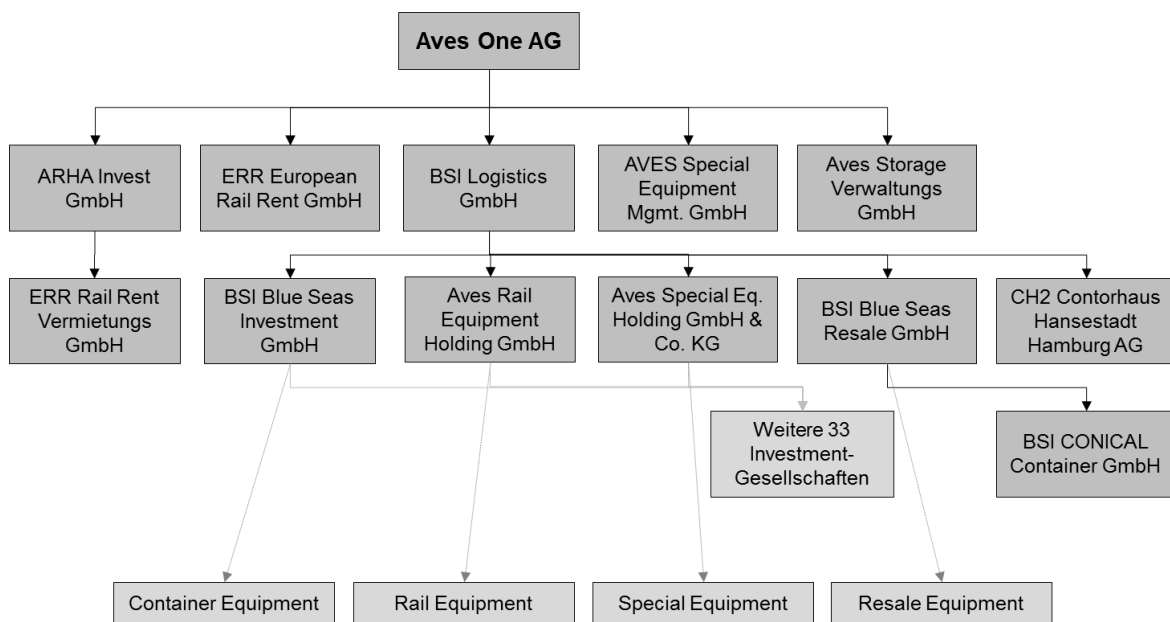 Aves One AG
ARHA Invest
GmbH
ERR European
Rail Rent GmbH
BSI Logistics
GmbH
AVES Special
Equipment
Mgmt. GmbH
Aves Storage
Verwaltungs
GmbH
ERR Rail Rent
Vermietungs
GmbH
BSI Blue Seas
Investment
GmbH
Aves Rail
Equipment
Holding GmbH
Aves Special Eq.
Holding GmbH &
Co. KG
BSI Blue Seas
Resale GmbH
CH2 Contorhaus
Hansestadt
Hamburg AG
Weitere 33
Investment-
Gesellschaften
BSI CONICAL
Container GmbH
Container Equipment
Rail Equipment
Special Equipment
Resale Equipment